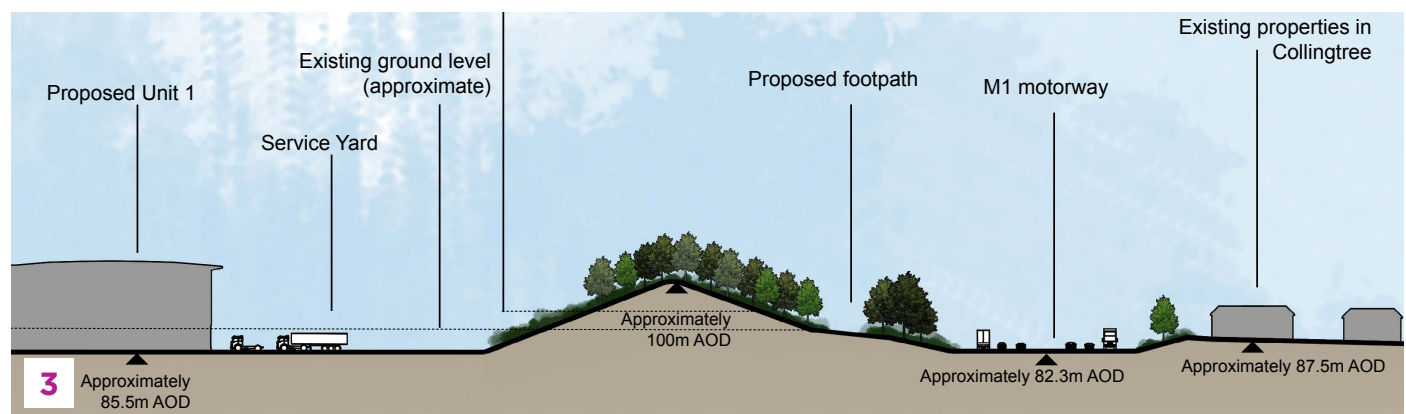 Existing properties in
Collingtree
Existing ground level
(approximate)
Proposed footpath
M1 motorway
Proposed Unit 1
Service Yard
Approximately
100m AOD
Approximately 87.5m AOD
Approximately 82.3m AOD
3
Approximately
85.5m AOD